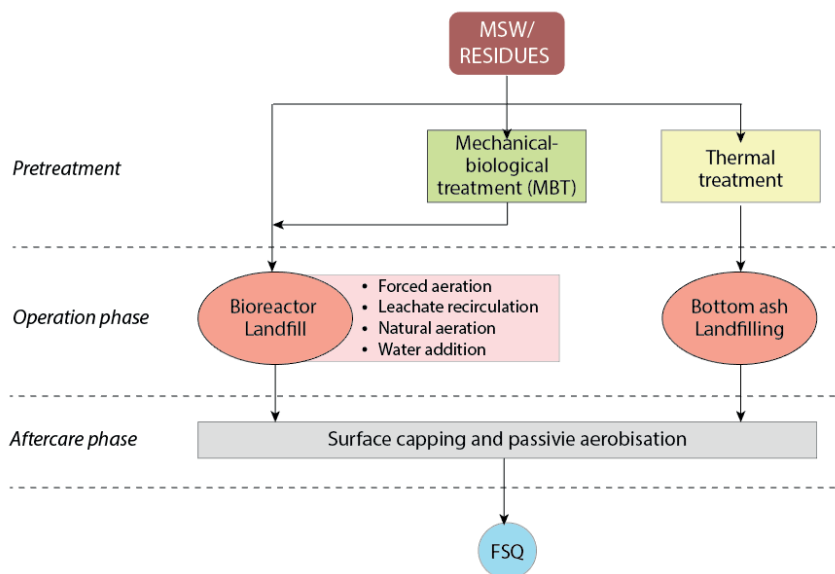 MSW/
RESIDUES
Pretreatment
Mechanical-
biological
treatment (MBT)
Thermal
treatment
Operation phase
Bioreactor
Landfill
• Forced aeration
• Leachate recirculation
• Natural aeration
• Water addition
Bottom ash
Landfilling
Aftercare phase
Surface capping and passivie aerobisation
FSQ